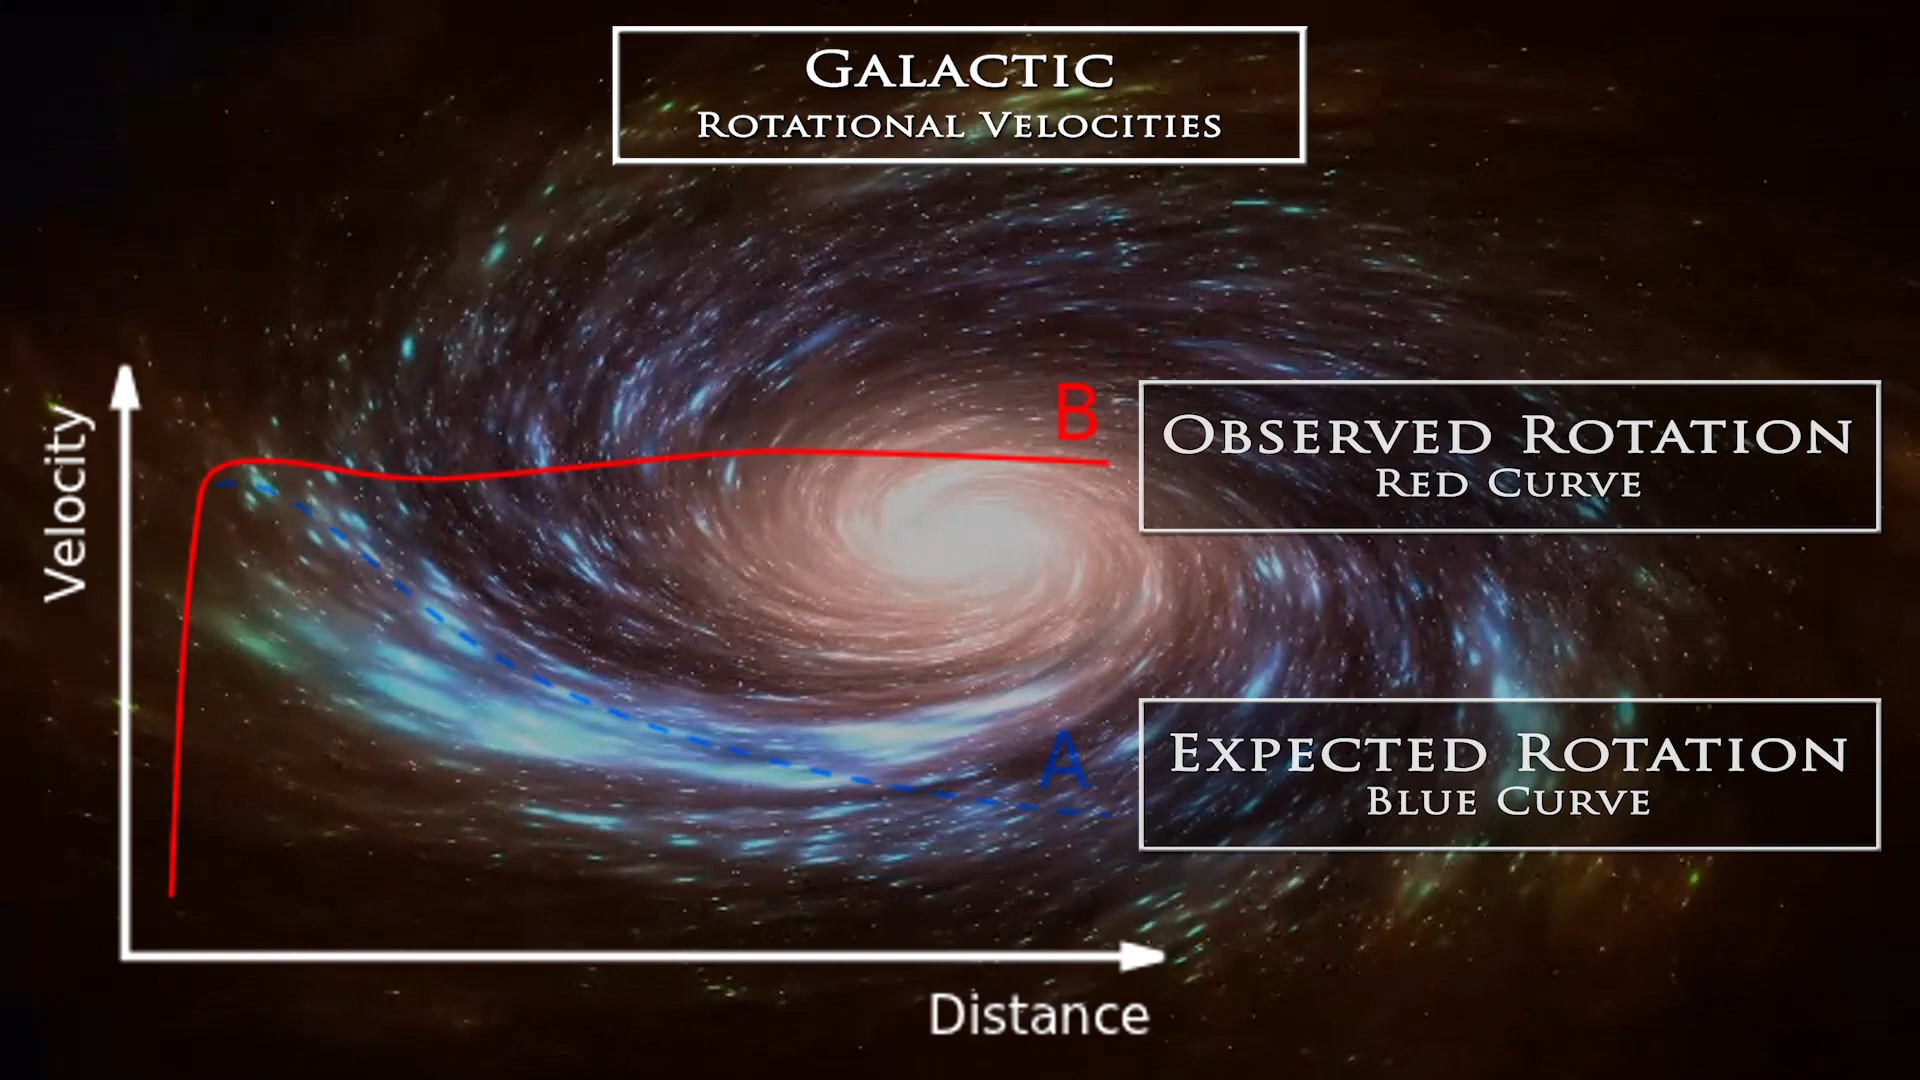 Galactic
Rotational Velocities
Velocity
B
Observed Rotation
Red Curve
A
Expected Rotation
Blue Curve
Distance